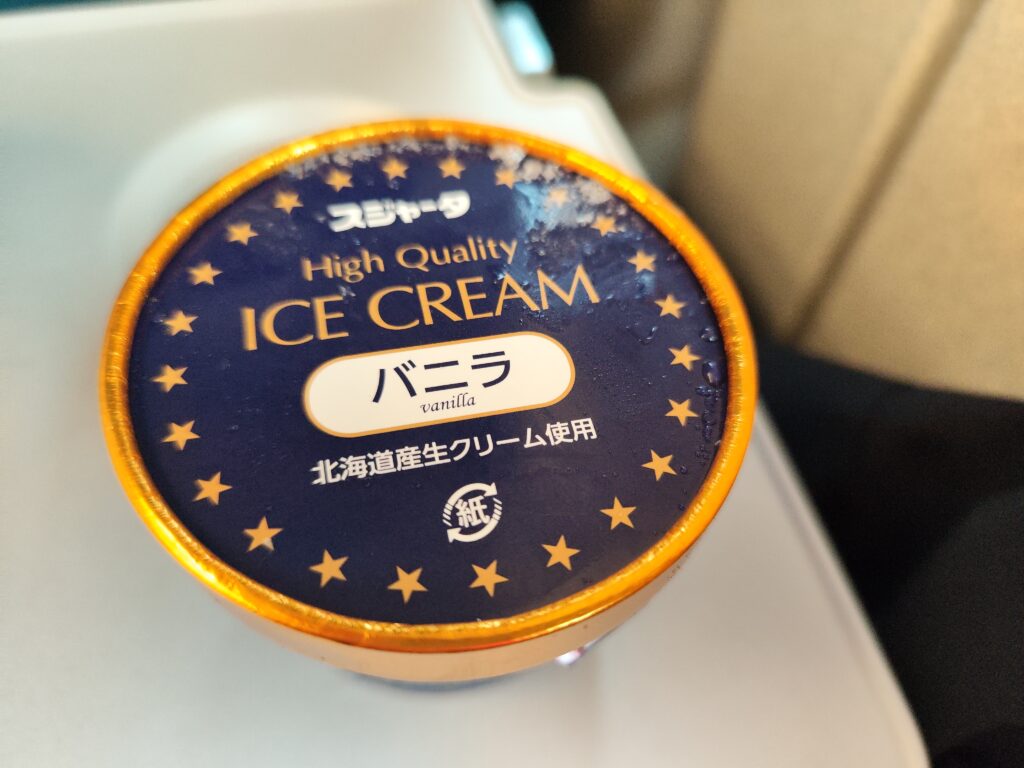 スジャータ
High Quality
ICE CREAM
バニラ
vanilla
北海道産生クリーム使用
紙